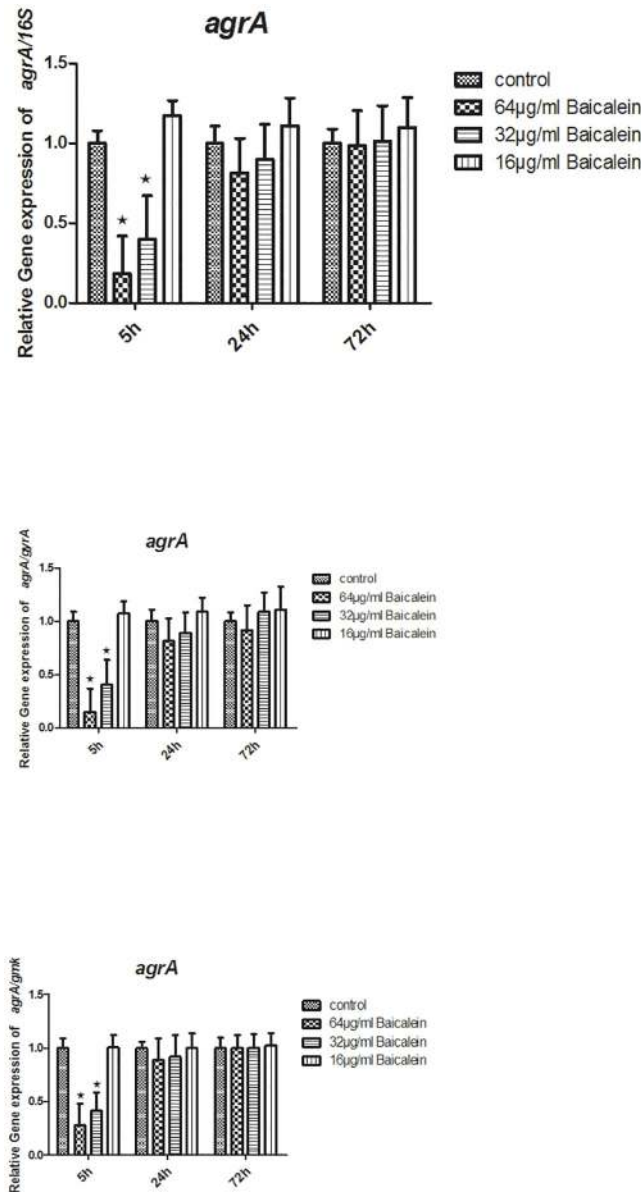 agrA
Relative Gene expression of agrA/16S
1.5
1.0
0.5
0.0
5h
24h
72h
control
64µg/ml Baicalein
32µg/ml Baicalein
16µg/ml Baicalein
agrA
Relative Gene expression of agrA/gyrA
1.5
1.0
0.5
0.0
5h
24h
72h
control
64µg/ml Baicalein
32µg/ml Baicalein
16µg/ml Baicalein
agrA
Relative Gene expression of agrA/gmk
1.5
1.0
0.5
0.0
5h
24h
72h
control
64µg/ml Baicalein
32µg/ml Baicalein
16µg/ml Baicalein